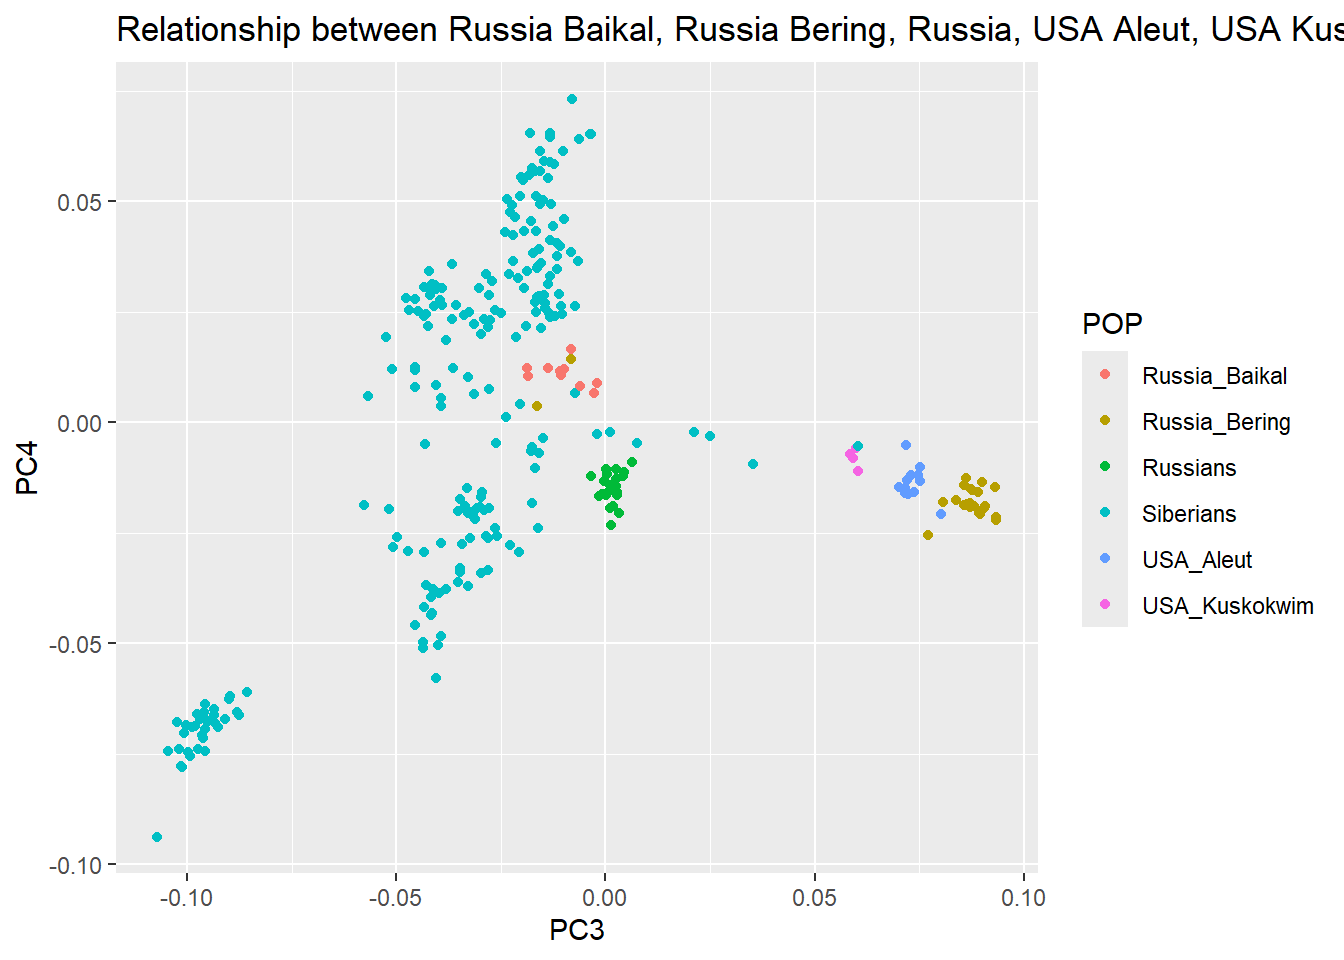 Relationship between Russia Baikal, Russia Bering, Russia, USA Aleut, USA Kus
PC4
0.05
0.00
-0.05
-0.10
-0.10
-0.05
0.00
0.05
0.10
PC3
POP
Russia_Baikal
Russia_Bering
Russians
Siberians
USA_Aleut
USA_Kuskokwim